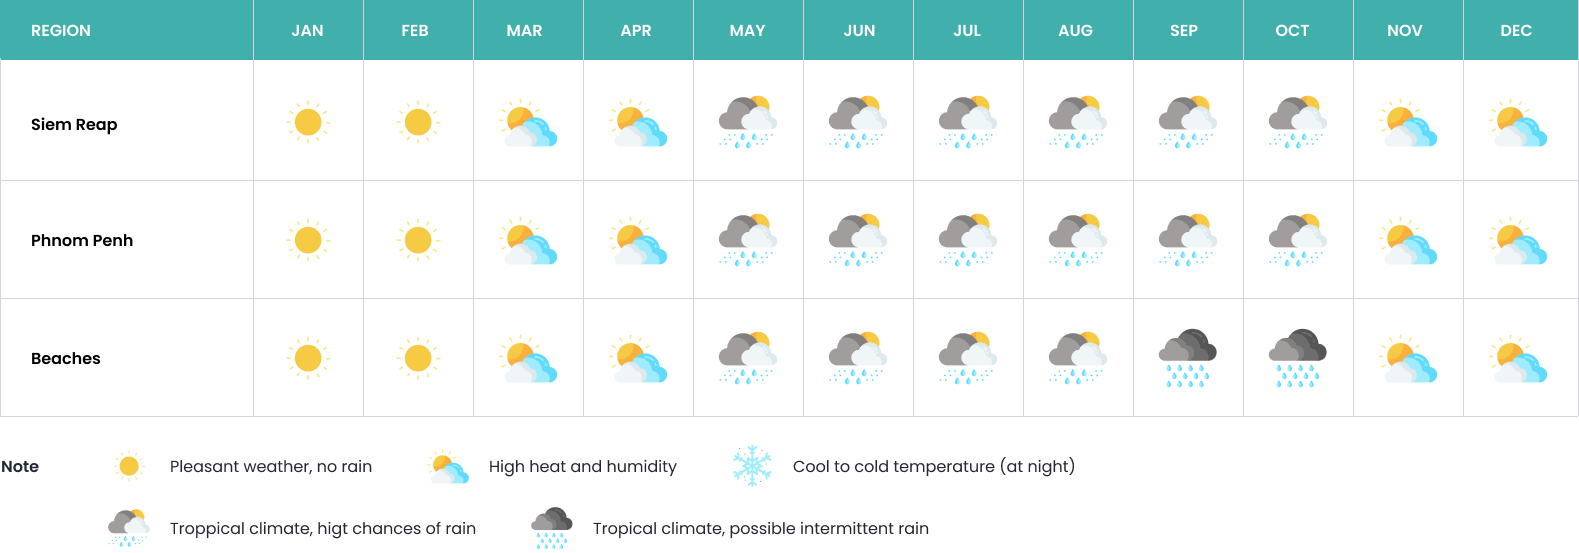 REGION JAN FEB MAR APR MAY JUN JUL AUG SEP OCT NOV DEC
Siem Reap
Phnom Penh
Beaches
Note Pleasant weather, no rain High heat and humidity Cool to cold temperature (at night)
Troppical climate, higt chances of rain Tropical climate, possible intermittent rain